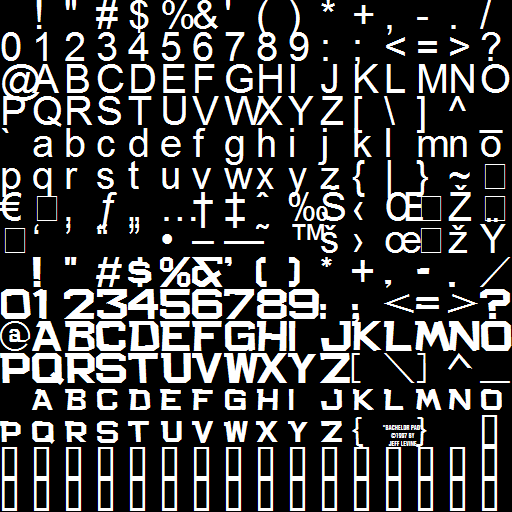 ! " # $ % & ' ( ) * + , - . /
0 1 2 3 4 5 6 7 8 9 : ; < = > ?
@ A B C D E F G H I J K L M N O
P Q R S T U V W X Y Z [ \ ] ^ _
` a b c d e f g h i j k l m n o
p q r s t u v w x y z { | } ~ □
€ □ ‚ ƒ „ … † ‡ ˆ ‰ Š ‹ Œ □ Ž □
□ ‘ ’ “ ” • – — ˜ ™ š › œ □ ž Ÿ
! " # $ % & ' ( ) * + , - . /
0 1 2 3 4 5 6 7 8 9 : ; < = > ?
@ A B C D E F G H I J K L M N O
P Q R S T U V W X Y Z [ \ ] ^ _
A B C D E F G H I J K L M N O
P Q R S T U V W X Y Z { } □
"BACHELOR PAD"
©1997 BY
JEFF LEVINE
□ □ □ □ □ □ □ □ □ □ □ □ □ □ □ □
□ □ □ □ □ □ □ □ □ □ □ □ □ □ □ □